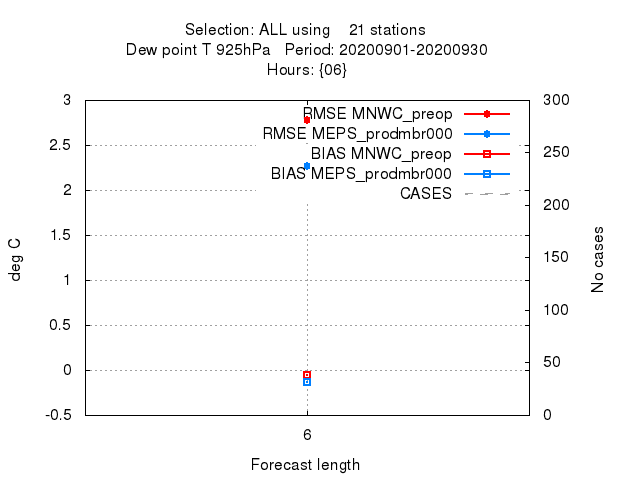 Selection: ALL using    21 stations
Dew point T 925hPa   Period: 20200901-20200930
Hours: {06}
3
2.5
2
1.5
1
0.5
0
-0.5
deg C
300
250
200
150
100
50
0
No cases
RMSE MNWC_preop
RMSE MEPS_prodmbr000
BIAS MNWC_preop
BIAS MEPS_prodmbr000
CASES
6
Forecast length